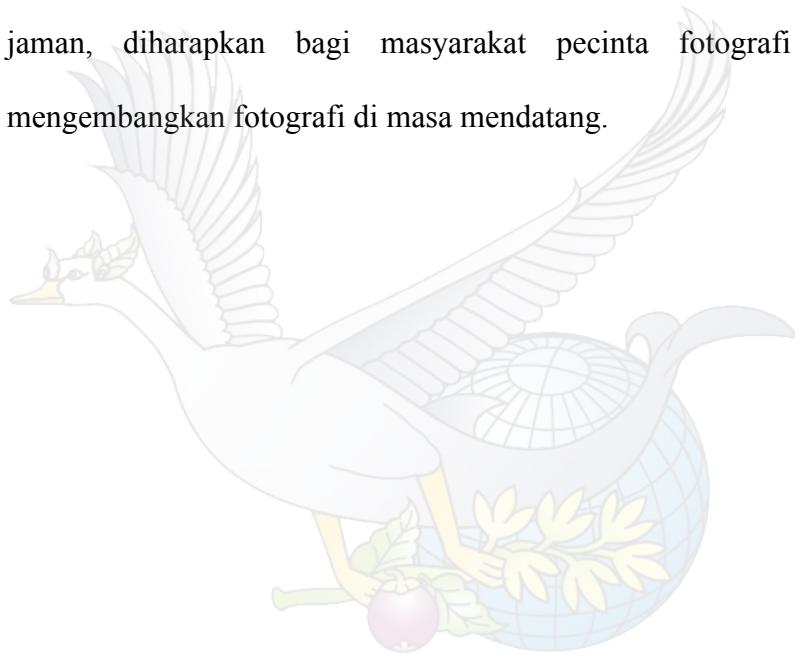 jaman, diharapkan bagi masyarakat pecinta fotografi
mengembangkan fotografi di masa mendatang.